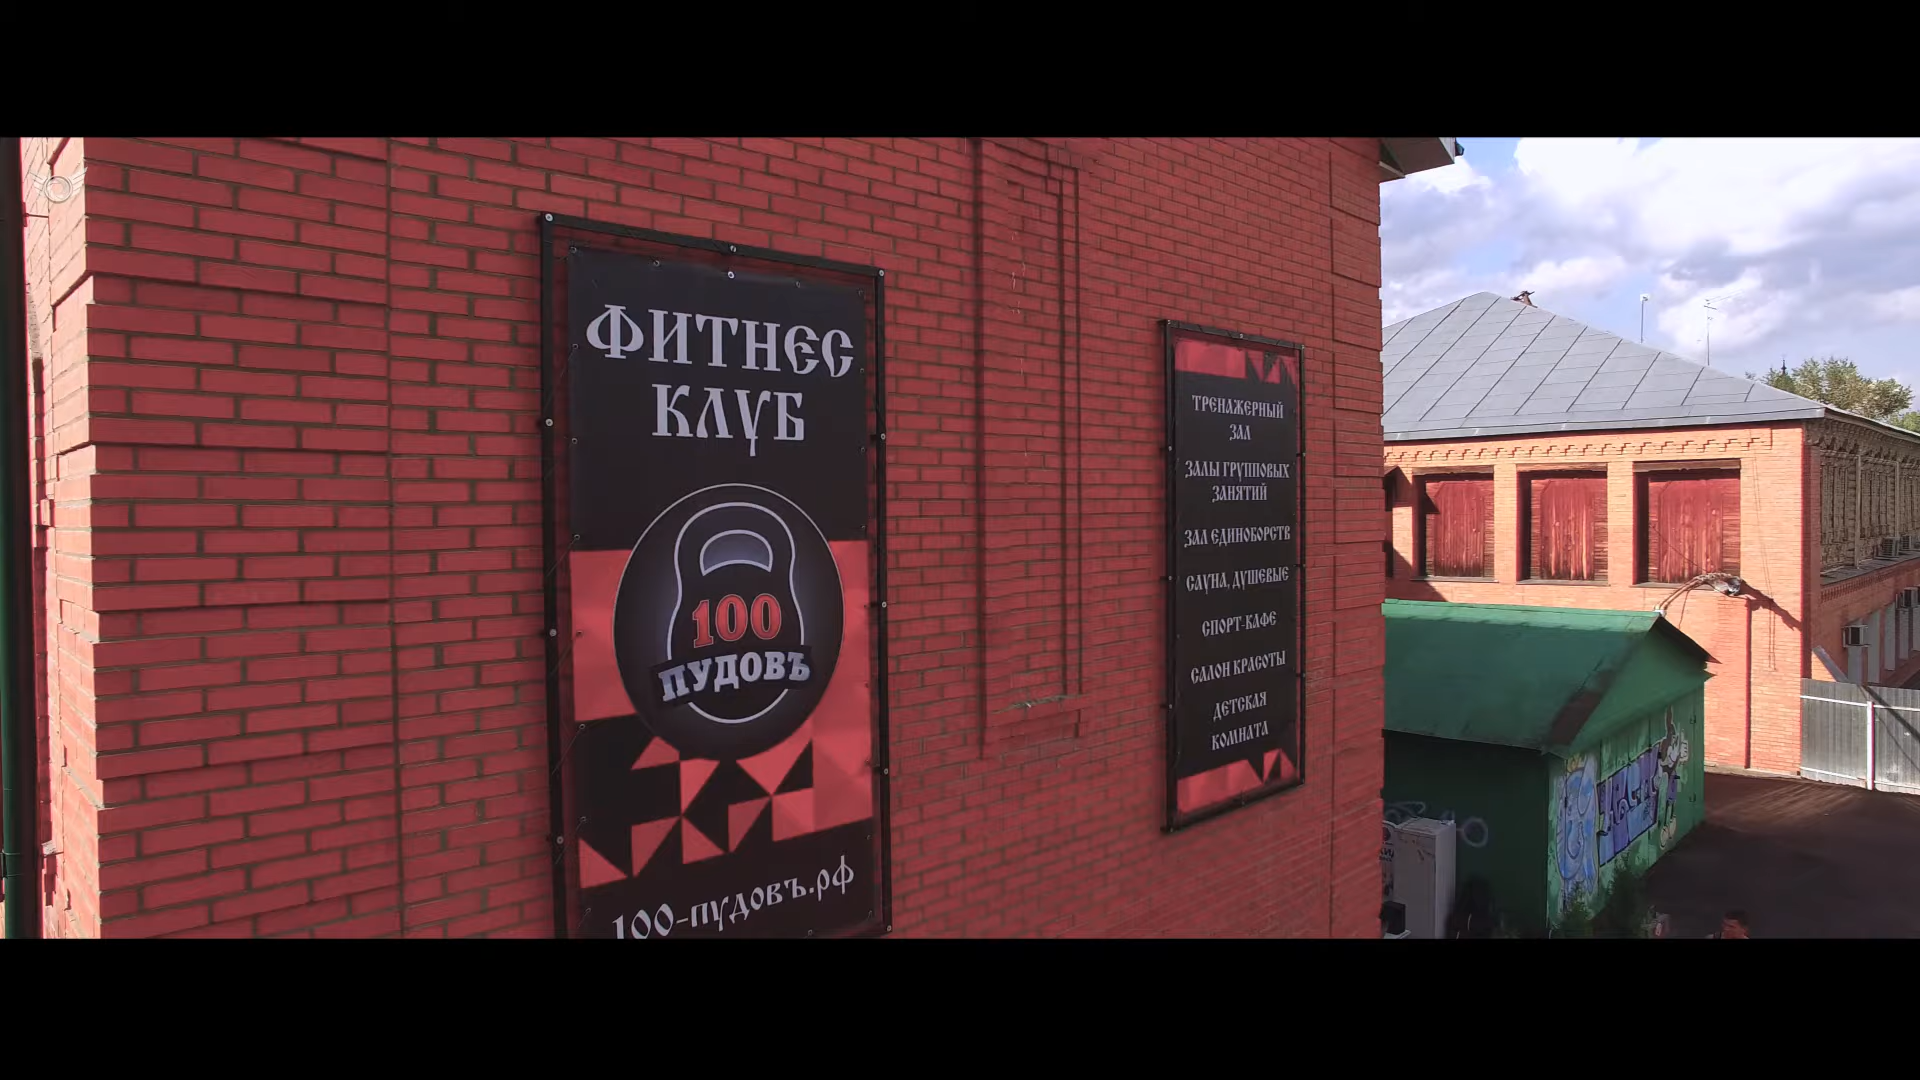 ФИТНЕС
КЛУБ
100
ПУДОВЪ
100-пудовъ.рф
ТРЕНАЖЕРНЫЙ
ЗАЛ
ЗАЛЫ ГРУППОВЫХ
ЗАНЯТИЙ
ЗАЛ ЕДИНОБОРСТВ
САУНА, ДУШЕВЫЕ
СПОРТ-КАФЕ
САЛОН КРАСОТЫ
ДЕТСКАЯ
КОМНАТА